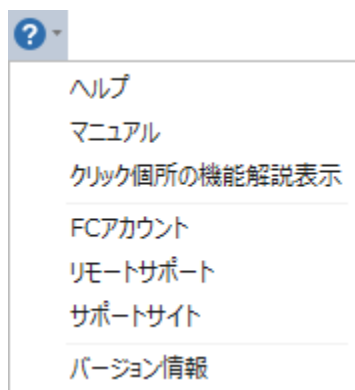 ヘルプ
マニュアル
クリック個所の機能解説表示
FCアカウント
リモートサポート
サポートサイト
バージョン情報